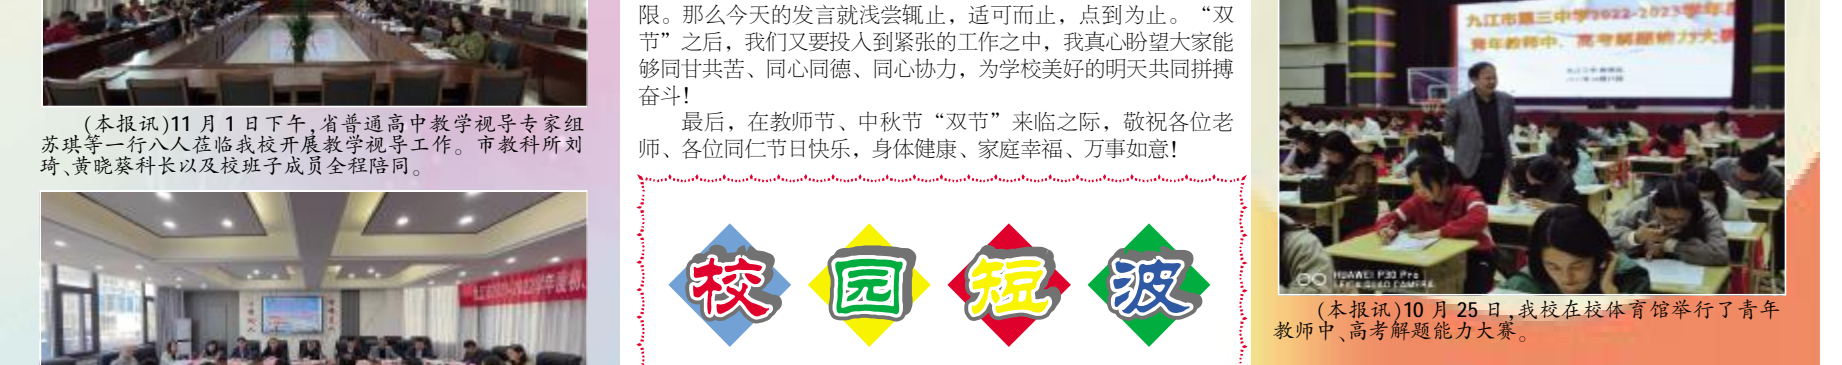 (本报讯)11 月 1 日下午,省普通高中教学视导专家组
苏琪等一行八人莅临我校开展教学视导工作。市教科所刘
琦、黄晓葵科长以及校班子成员全程陪同。
限。那么今天的发言就浅尝辄止，适可而止，点到为止。“双
节”之后，我们又要投入到紧张的工作之中，我真心盼望大家能
够同甘共苦、同心同德、同心协力，为学校美好的明天共同拼搏
奋斗！
最后，在教师节、中秋节“双节”来临之际，敬祝各位老
师、各位同仁节日快乐，身体健康、家庭幸福、万事如意！
校园短波
九江市第三中学2022-2023学年度
青年教师中、高考解题能力大赛
HUAWEI P30 Pro
LEICA QUAD CAMERA
(本报讯)10 月 25 日,我校在校体育馆举行了青年
教师中、高考解题能力大赛。